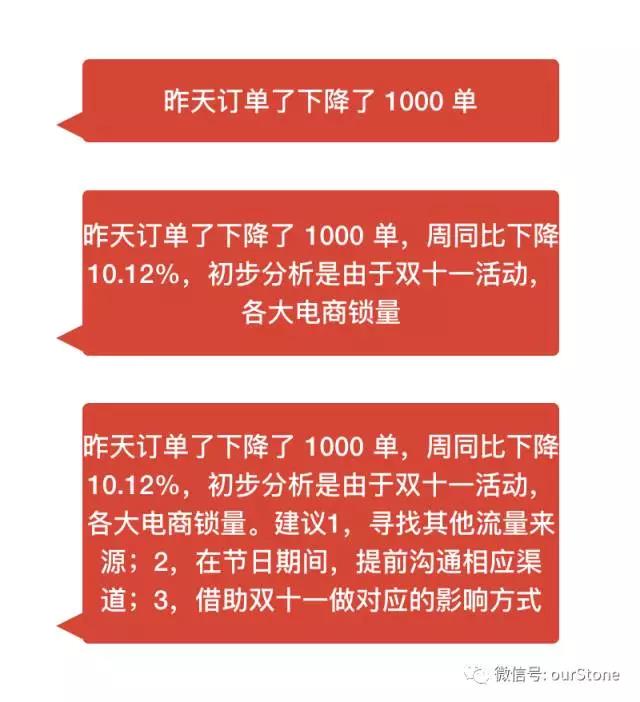 昨天订单了下降了 1000 单
昨天订单了下降了 1000 单，周同比下降
10.12%，初步分析是由于双十一活动，
各大电商锁量
昨天订单了下降了 1000 单，周同比下降
10.12%，初步分析是由于双十一活动，
各大电商锁量。建议1，寻找其他流量来
源；2，在节日期间，提前沟通相应渠
道；3，借助双十一做对应的影响方式
微信号: ourStone